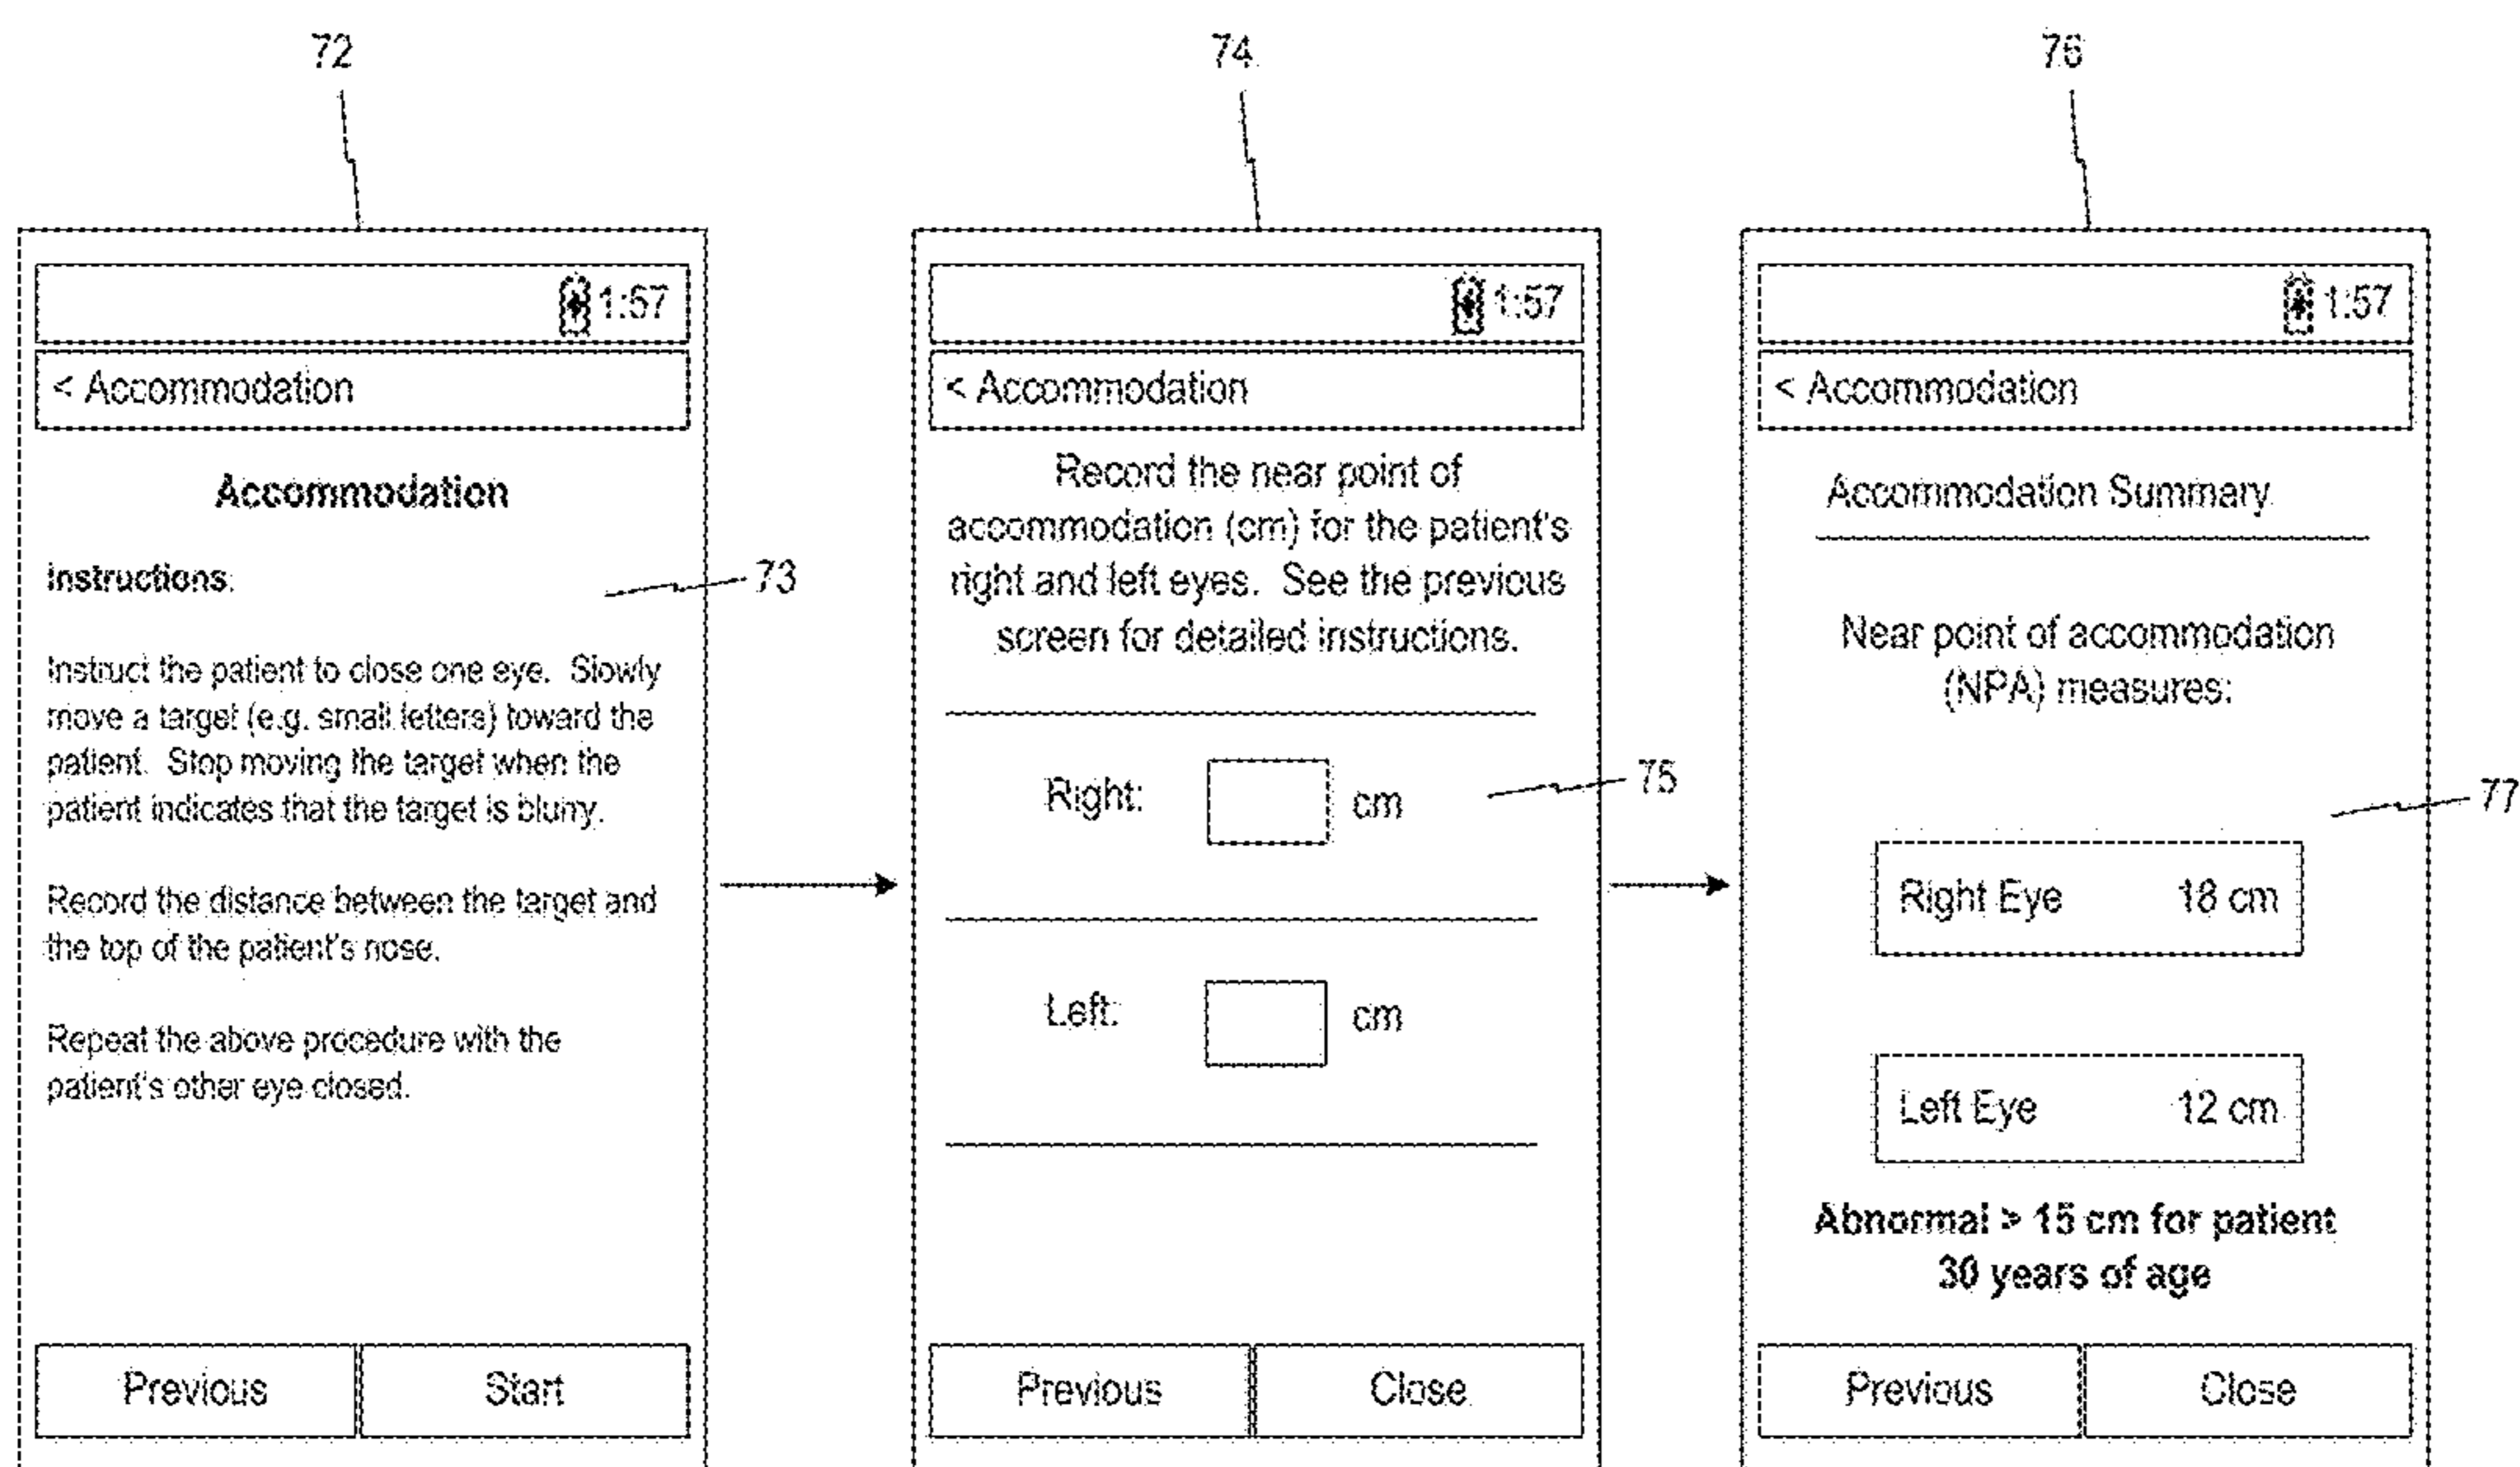 72
74
76
1:57
< Accommodation
Accommodation
Instructions:
Instruct the patient to close one eye. Slowly
move a target (e.g. small letters) toward the
patient. Stop moving the target when the
patient indicates that the target is blurry.
Record the distance between the target and
the top of the patient's nose.
Repeat the above procedure with the
patient's other eye closed.
Previous
Start
73
1:57
< Accommodation
Record the near point of
accommodation (cm) for the patient's
right and left eyes. See the previous
screen for detailed instructions.
Right: cm
Left: cm
Previous
Close
75
1:57
< Accommodation
Accommodation Summary
Near point of accommodation
(NPA) measures:
Right Eye 18 cm
Left Eye 12 cm
Abnormal > 15 cm for patient
30 years of age
Previous
Close
77